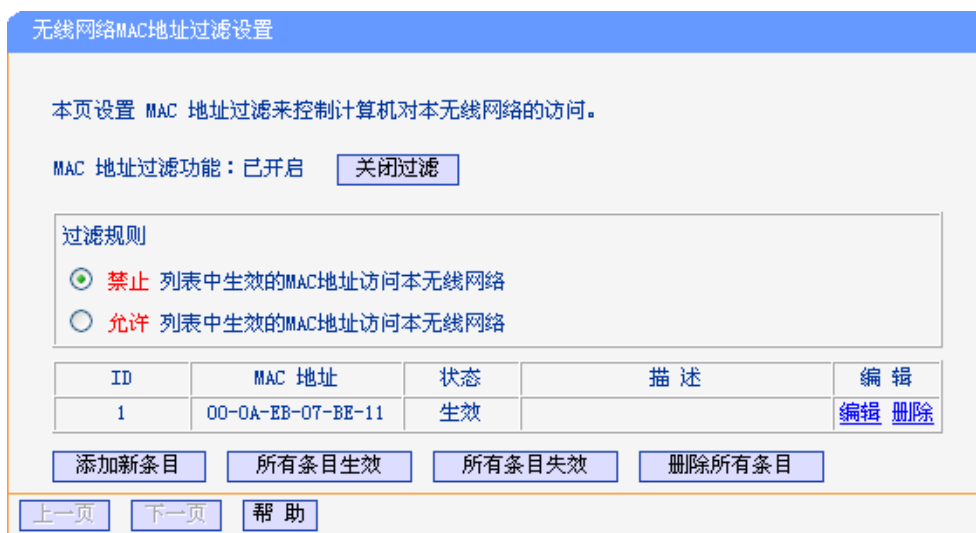 无线网络MAC地址过滤设置
本页设置 MAC 地址过滤来控制计算机对本无线网络的访问。
MAC 地址过滤功能：已开启 关闭过滤
过滤规则
禁止 列表中生效的MAC地址访问本无线网络
允许 列表中生效的MAC地址访问本无线网络
ID MAC 地址 状态 描 述 编 辑
1 00-0A-EB-07-BE-11 生效 编辑 删除
添加新条目 所有条目生效 所有条目失效 删除所有条目
上一页 下一页 帮 助